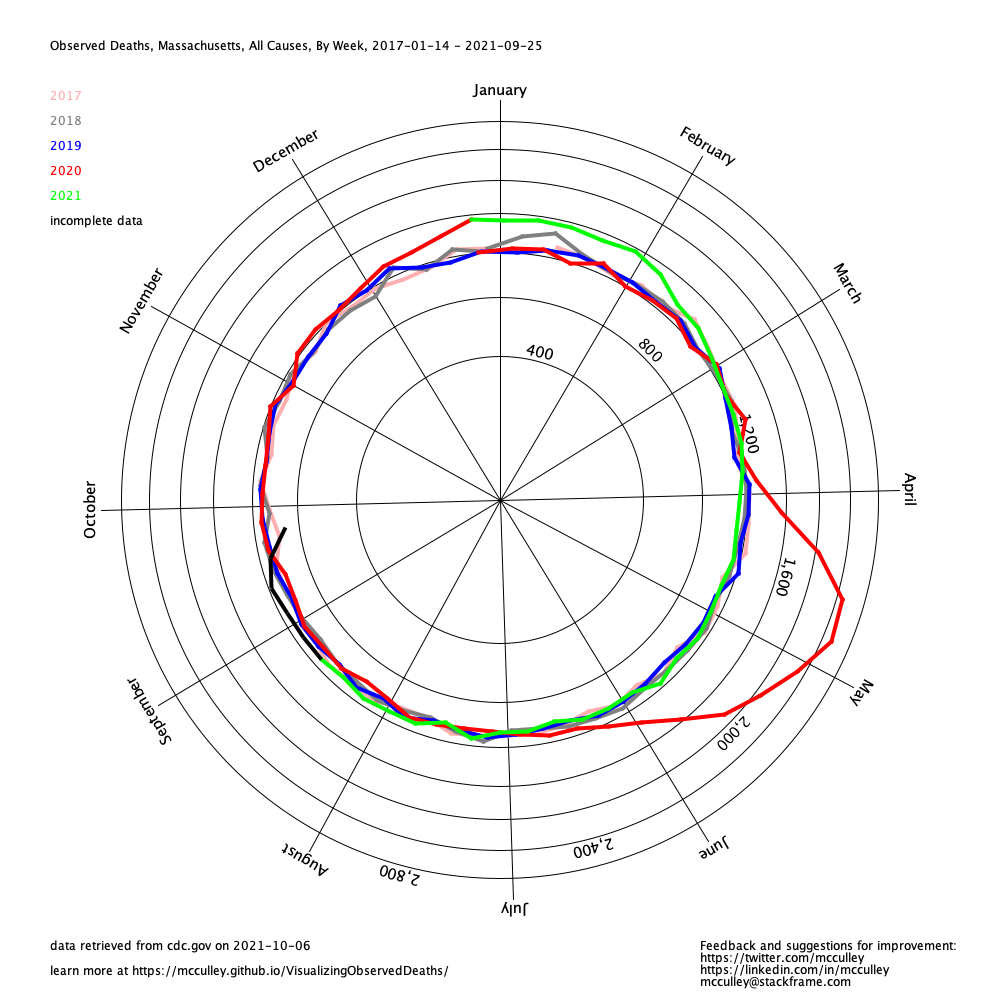 Observed Deaths, Massachusetts, All Causes, By Week, 2017-01-14 - 2021-09-25
2017
2018
2019
2020
2021
incomplete data
January
February
March
April
May
June
July
August
September
October
November
December
400
800
1,200
1,600
2,000
2,400
2,800
data retrieved from cdc.gov on 2021-10-06
learn more at https://mcculley.github.io/VisualizingObservedDeaths/
Feedback and suggestions for improvement:
https://twitter.com/mcculley
https://linkedin.com/in/mcculley
mcculley@stackframe.com